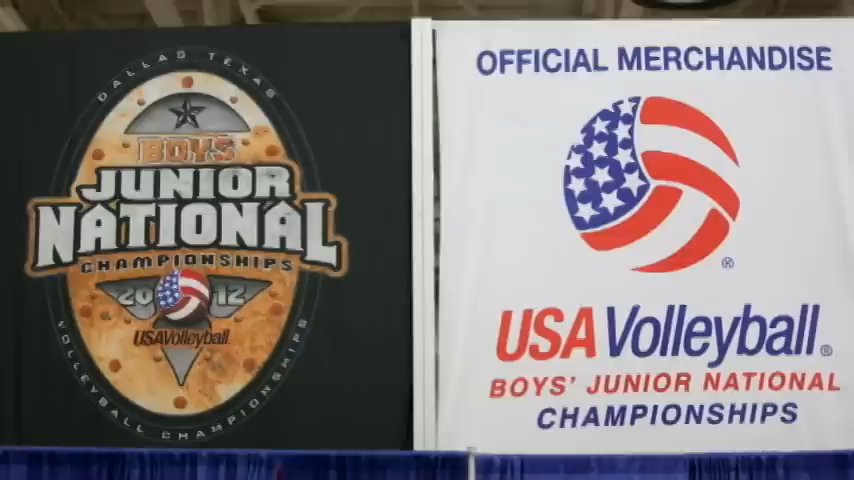 DALLAS TEXAS
BOYS
JUNIOR
NATIONAL
CHAMPIONSHIPS
20 12
USAVolleyball
VOLLEYBALL CHAMPIONSHIPS
OFFICIAL MERCHANDISE
®
USA Volleyball®
BOYS' JUNIOR NATIONAL
CHAMPIONSHIPS